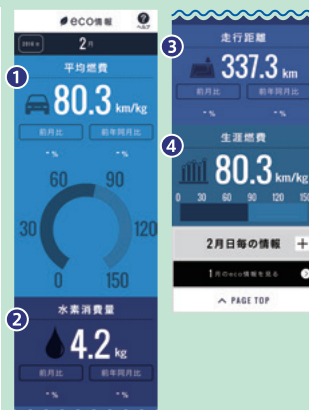 eco情報
?
ヘルプ
2018年
2月
1
平均燃費
80.3 km/kg
前月比
前年同月比
- %
- %
60
90
30
120
0
150
2
水素消費量
4.2 kg
前月比
前年同月比
- %
- %
3
走行距離
337.3 km
前月比
前年同月比
- %
- %
4
生涯燃費
80.3 km/kg
0 30 60 90 120 150
2月日毎の情報 +
1月のeco情報を見る
PAGE TOP